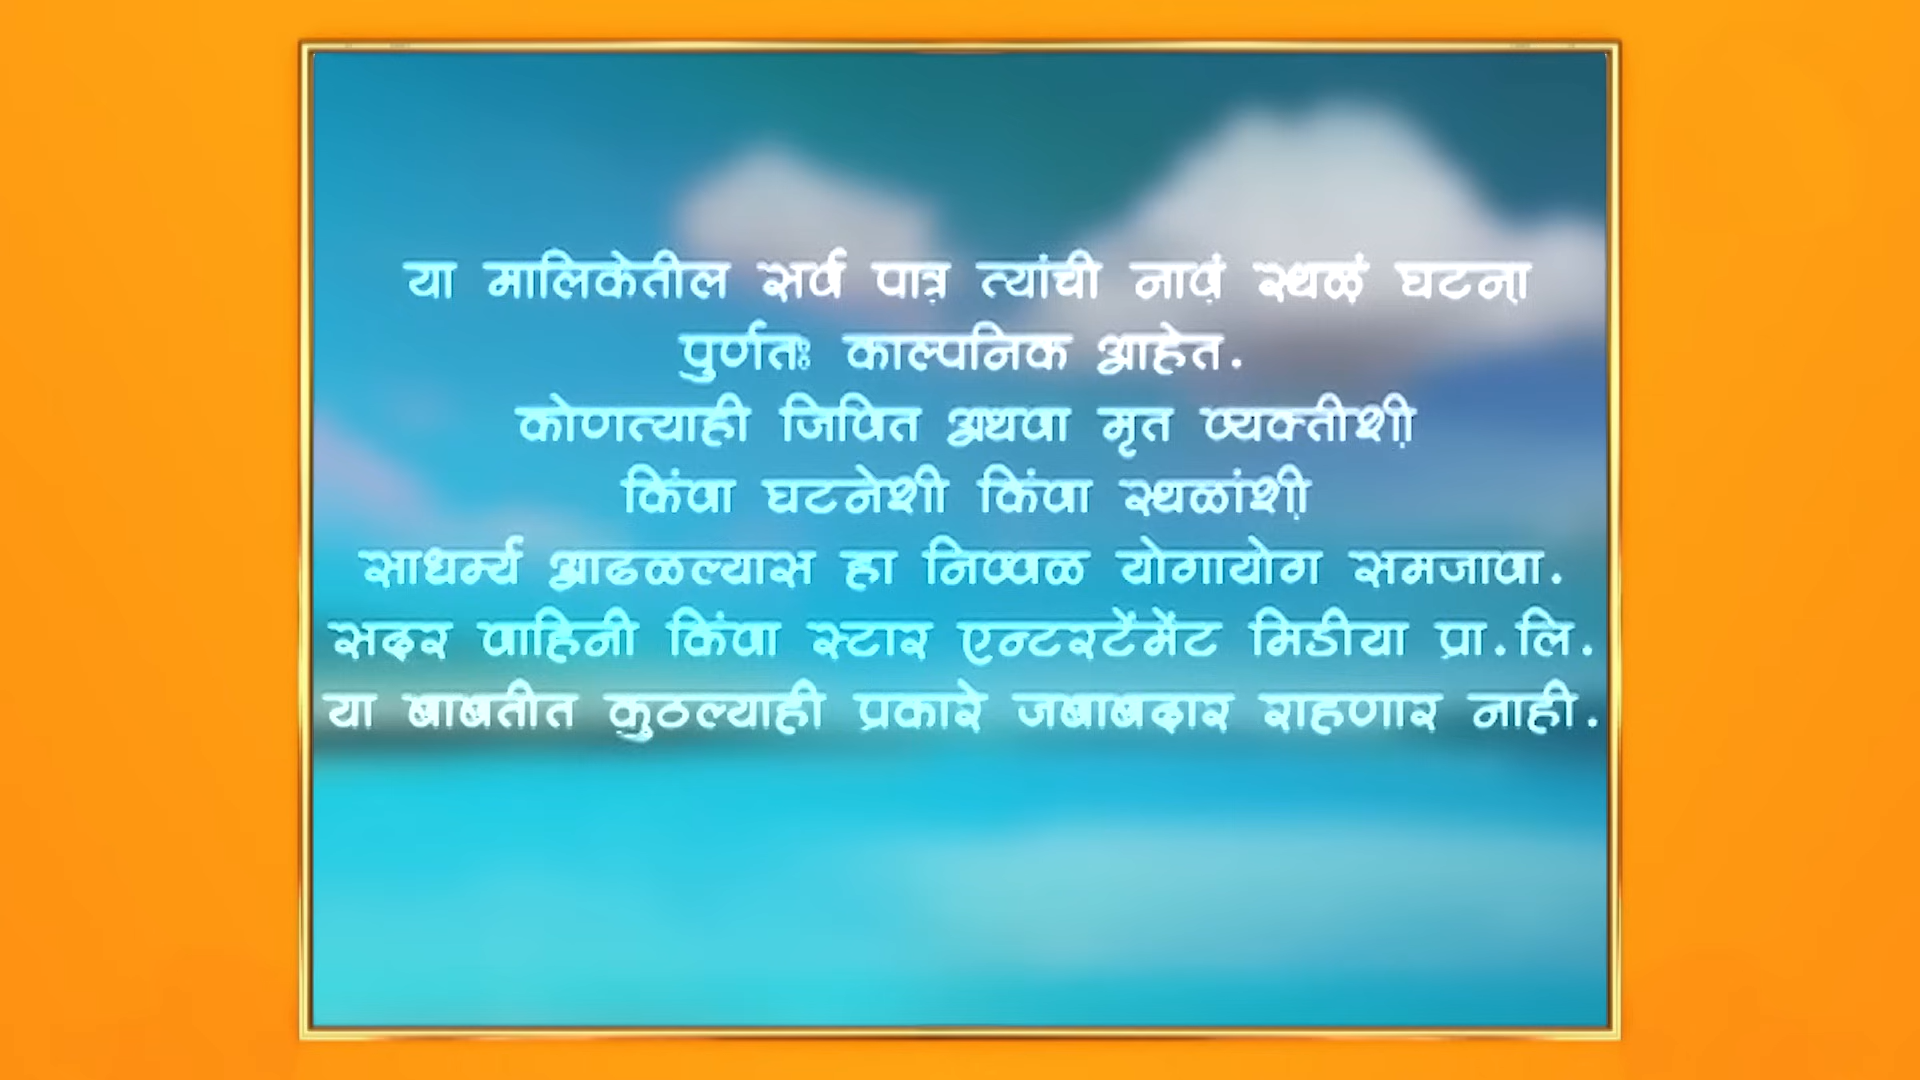 या मालिकेतील सर्व पात्र त्यांची नावं स्थळं घटना
पुर्णतः काल्पनिक आहेत.
कोणत्याही जिवित अथवा मृत व्यक्तीशी
किंवा घटनेशी किंवा स्थळांशी
साधर्म्य आढळल्यास हा निव्वळ योगायोग समजावा.
सदर वाहिनी किंवा स्टार एन्टरटेंमेंट मिडीया प्रा.लि.
या बाबतीत कुठल्याही प्रकारे जबाबदार राहणार नाही.